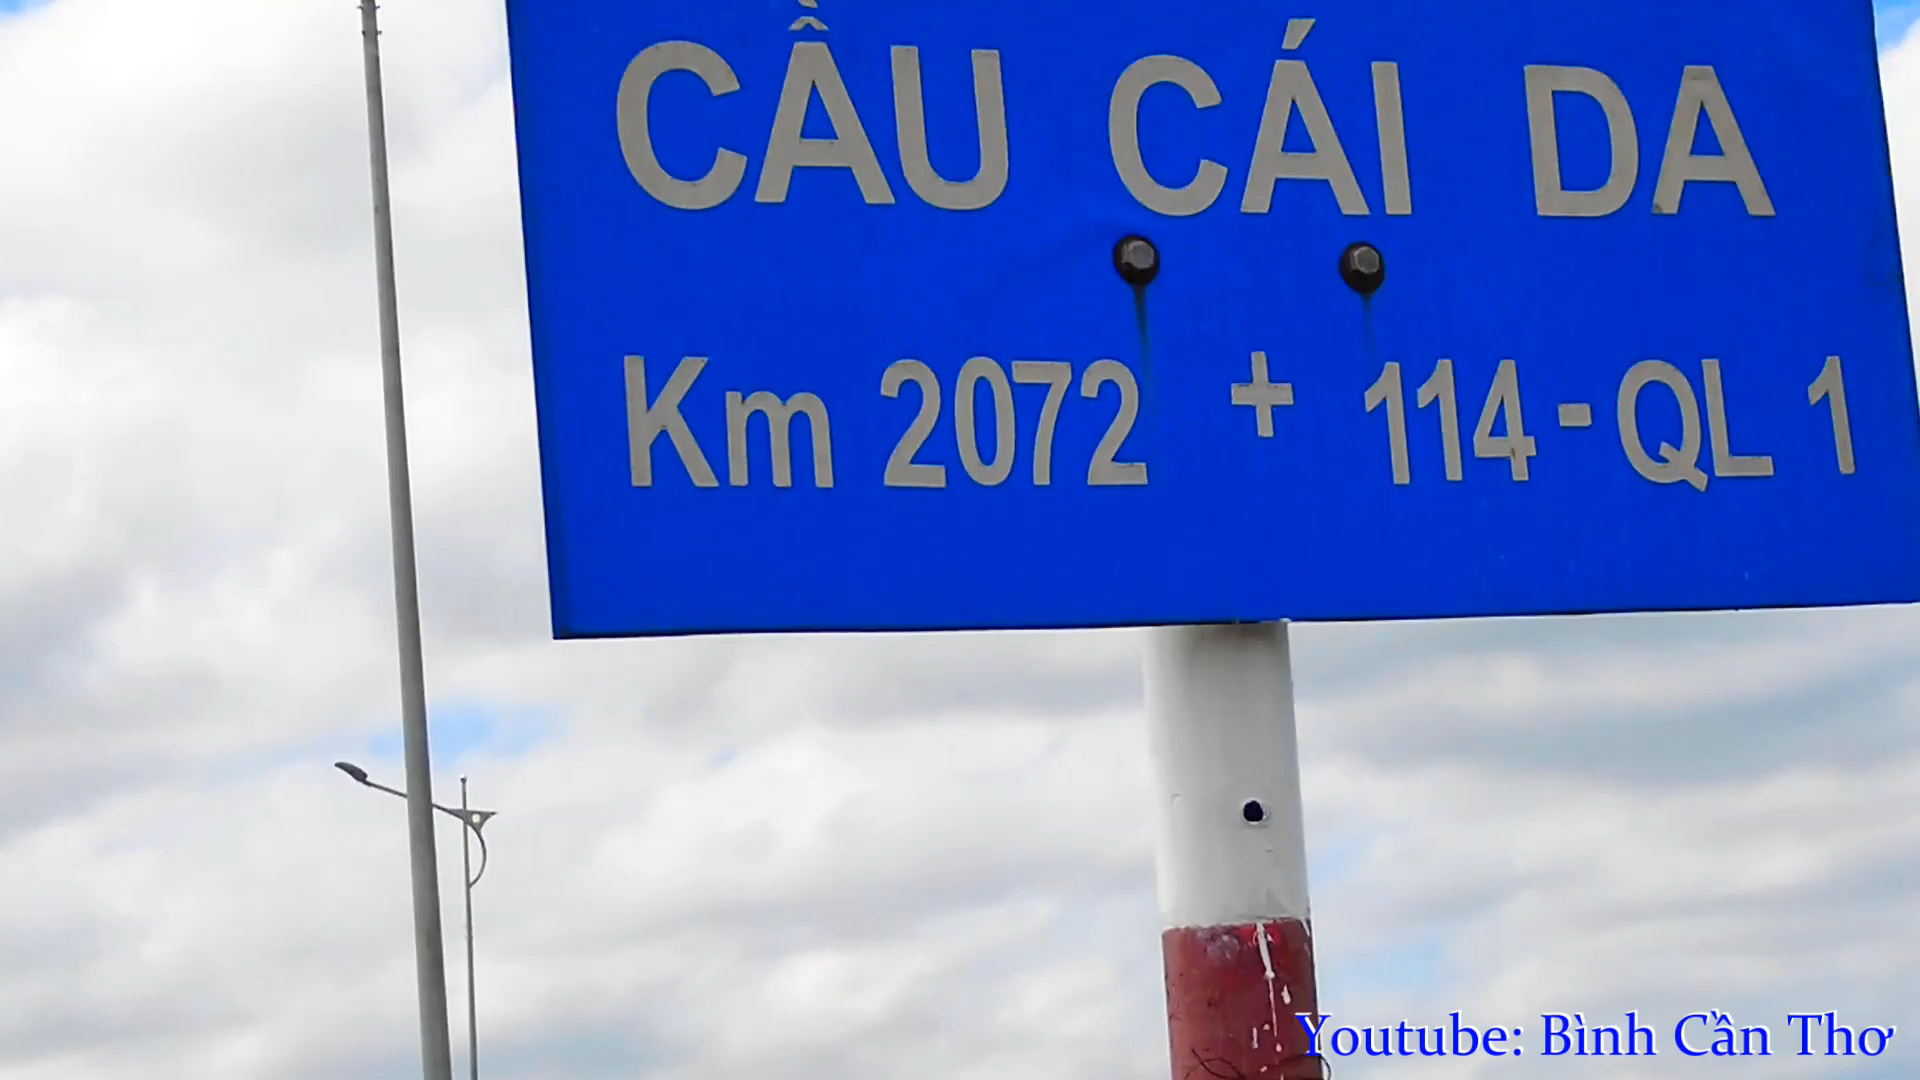 CẦU CÁI DA
Km 2072 + 114 - QL 1
Youtube: Bình Cần Thơ